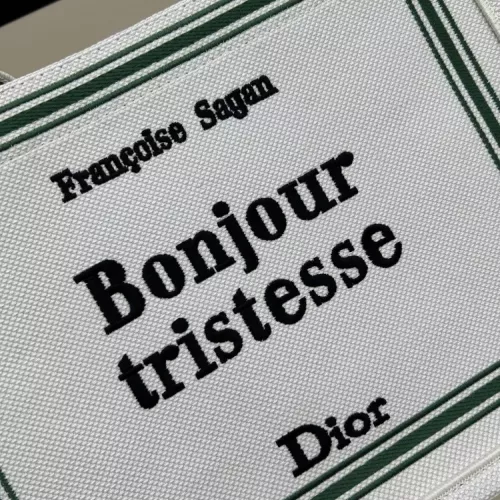 Françoise Sagan
Bonjour
tristesse
Dior